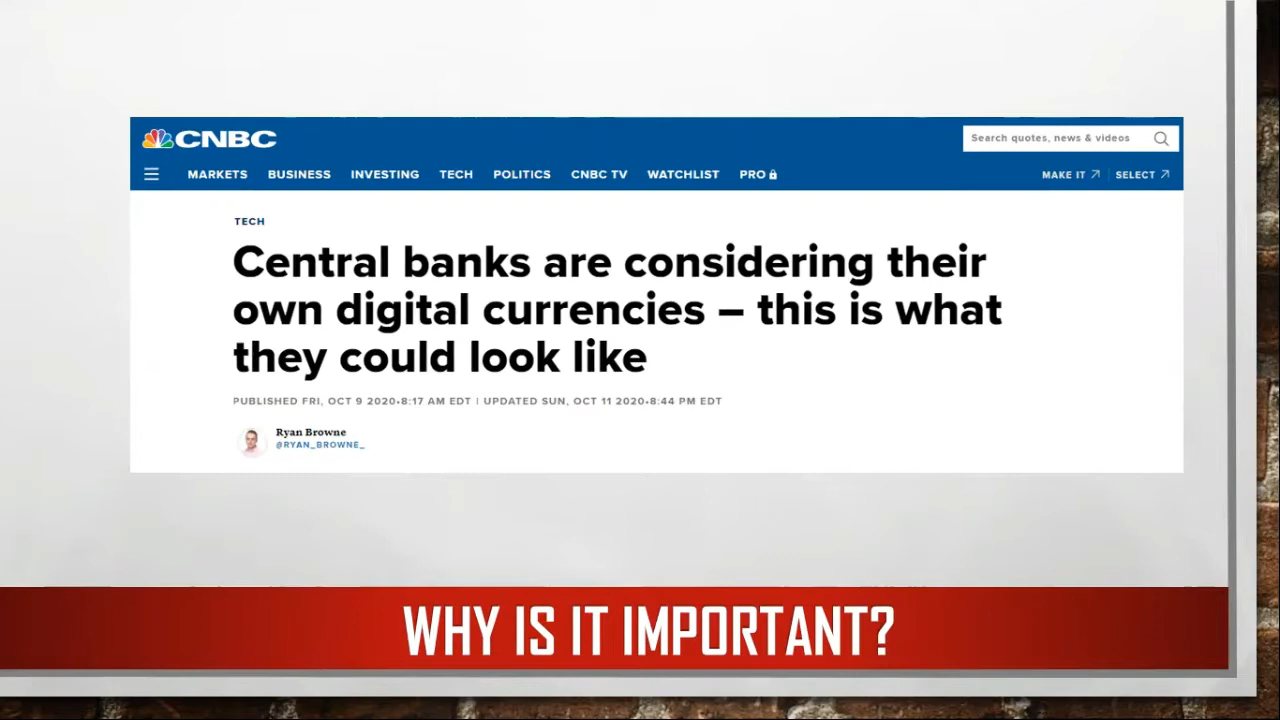 CNBC
Search quotes, news & videos
MARKETS BUSINESS INVESTING TECH POLITICS CNBC TV WATCHLIST PRO MAKE IT SELECT
TECH
Central banks are considering their
own digital currencies – this is what
they could look like
PUBLISHED FRI, OCT 9 2020•8:17 AM EDT | UPDATED SUN, OCT 11 2020•8:44 PM EDT
Ryan Browne
@RYAN_BROWNE_
WHY IS IT IMPORTANT?